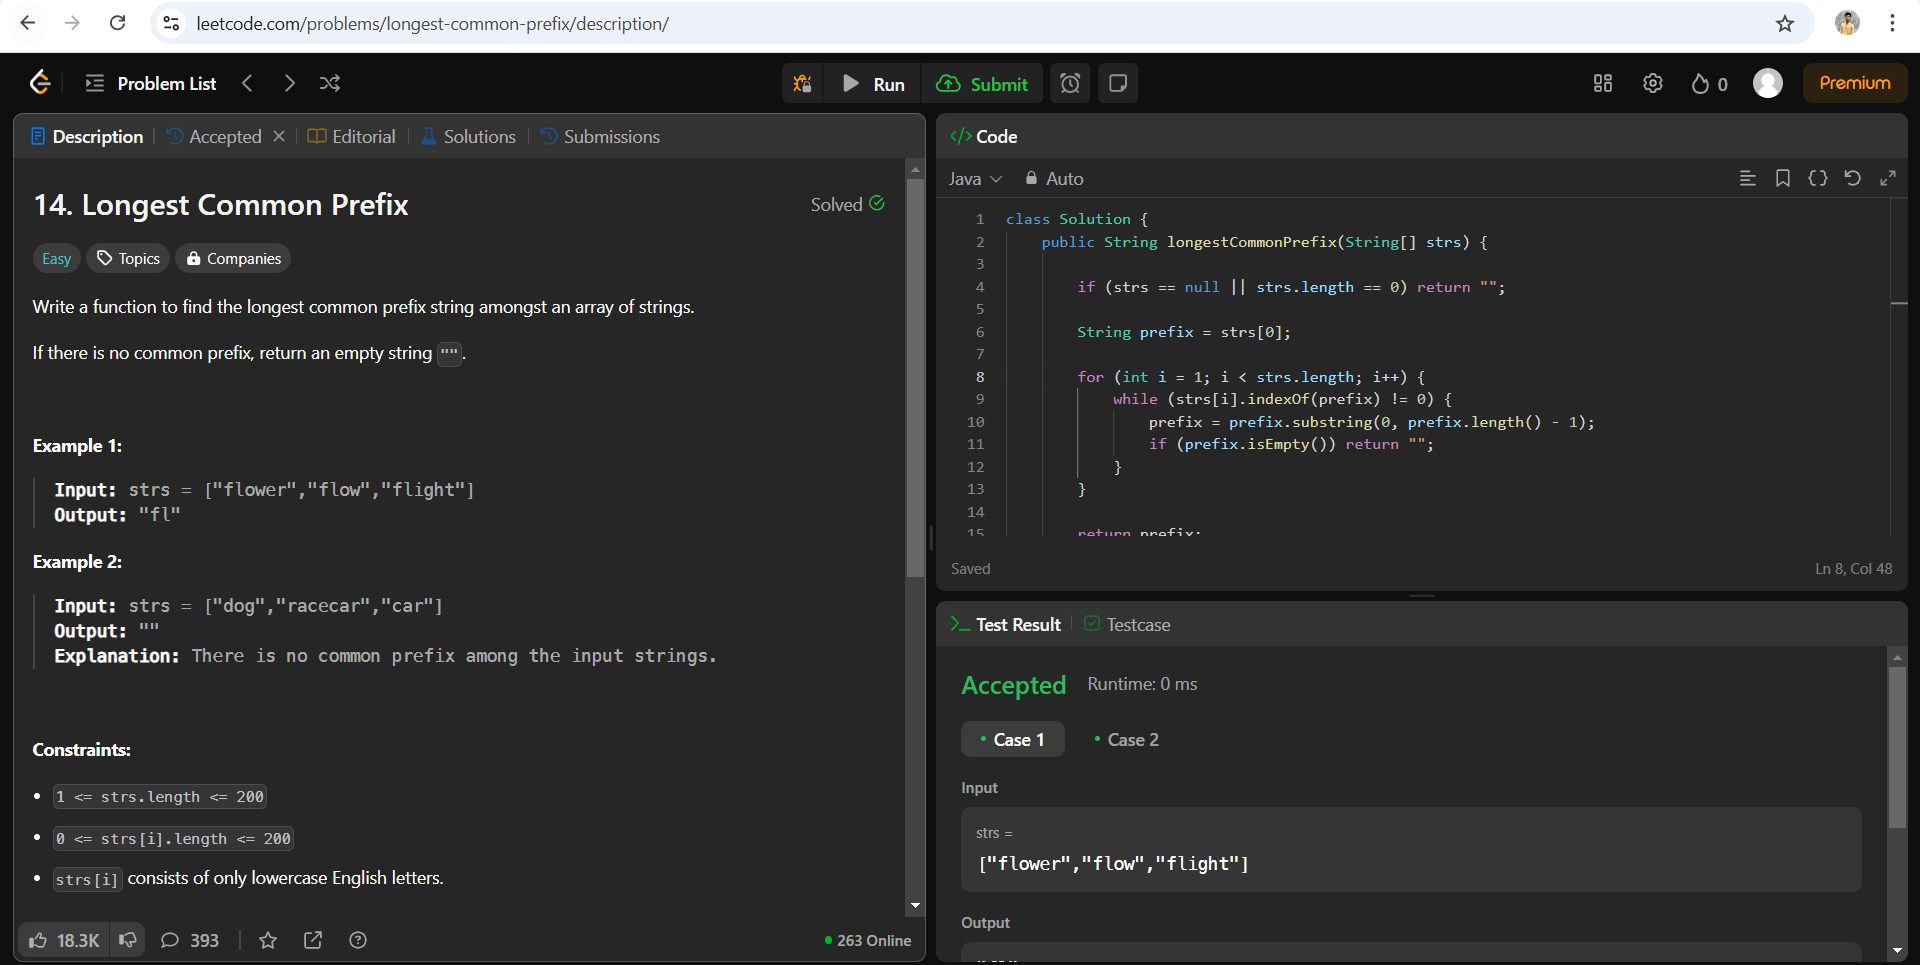 leetcode.com/problems/longest-common-prefix/description/
Problem List
Run
Submit
0
Premium
Description
Accepted
Editorial
Solutions
Submissions
14. Longest Common Prefix
Solved
Easy
Topics
Companies
Write a function to find the longest common prefix string amongst an array of strings.
If there is no common prefix, return an empty string "".
Example 1:
Input: strs = ["flower","flow","flight"]
Output: "fl"
Example 2:
Input: strs = ["dog","racecar","car"]
Output: ""
Explanation: There is no common prefix among the input strings.
Constraints:
• 1 <= strs.length <= 200
• 0 <= strs[i].length <= 200
• strs[i] consists of only lowercase English letters.
18.3K
393
263 Online
</> Code
Java
Auto
1 class Solution {
2 public String longestCommonPrefix(String[] strs) {
3
4 if (strs == null || strs.length == 0) return "";
5
6 String prefix = strs[0];
7
8 for (int i = 1; i < strs.length; i++) {
9 while (strs[i].indexOf(prefix) != 0) {
10 prefix = prefix.substring(0, prefix.length() - 1);
11 if (prefix.isEmpty()) return "";
12 }
13 }
14
15 return prefix;
Saved
Ln 8, Col 48
Test Result
Testcase
Accepted
Runtime: 0 ms
• Case 1
• Case 2
Input
strs =
["flower","flow","flight"]
Output